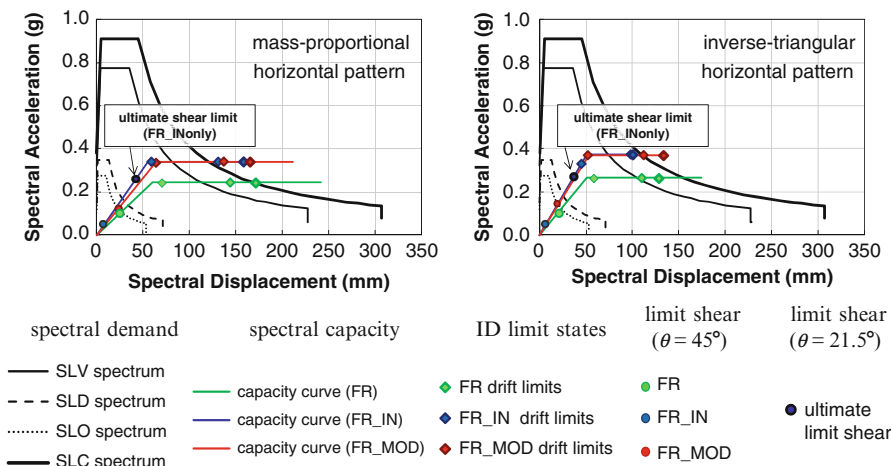 mass-proportional
horizontal pattern
ultimate shear limit
(FR_INonly)
Spectral Acceleration (g)
1.0
0.8
0.6
0.4
0.2
0.0
0 50 100 150 200 250 300 350
Spectral Displacement (mm)
inverse-triangular
horizontal pattern
ultimate shear limit
(FR_INonly)
Spectral Acceleration (g)
1.0
0.8
0.6
0.4
0.2
0.0
0 50 100 150 200 250 300 350
Spectral Displacement (mm)
spectral demand
SLV spectrum
SLD spectrum
SLO spectrum
SLC spectrum
spectral capacity
capacity curve (FR)
capacity curve (FR_IN)
capacity curve (FR_MOD)
ID limit states
FR drift limits
FR_IN drift limits
FR_MOD drift limits
limit shear
(θ = 45°)
FR
FR_IN
FR_MOD
limit shear
(θ = 21.5°)
ultimate
limit shear